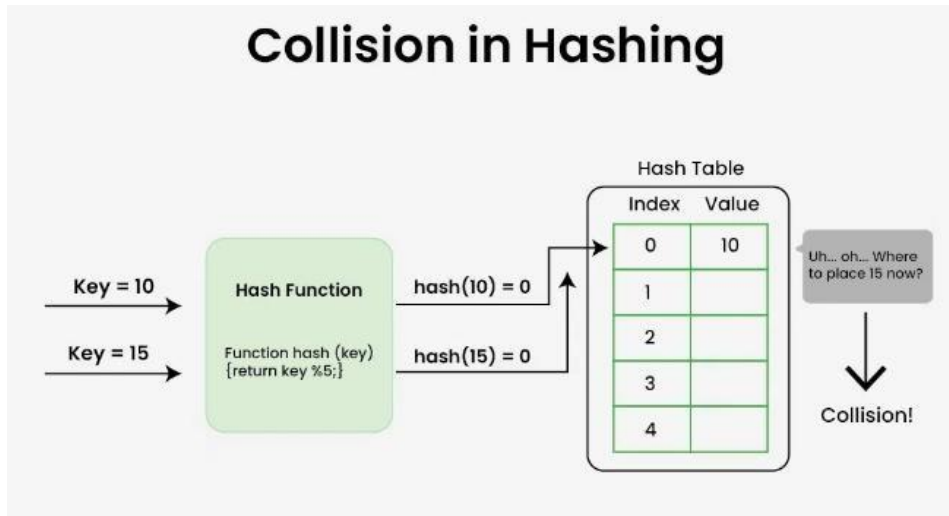 Collision in Hashing
Hash Table
Index Value
Key = 10
Key = 15
Hash Function
Function hash (key)
{return key %5;}
hash(10) = 0
hash(15) = 0
0 10
1
2
3
4
Uh... oh... Where
to place 15 now?
Collision!